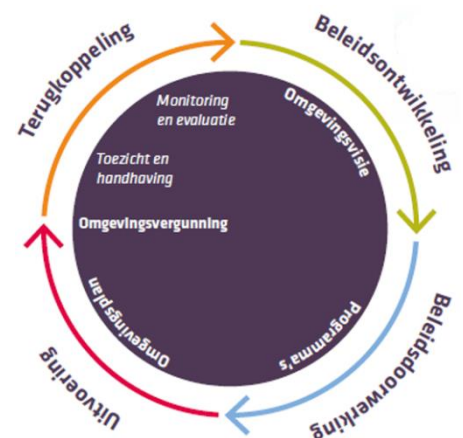 Terugkoppeling
Beleidsontwikkeling
Monitoring
en evaluatie
Omgevingsvisie
Toezicht en
handhaving
Omgevingsvergunning
Omgevingsplan
Programma's
Uitvoering
Beleidsdoorwerking